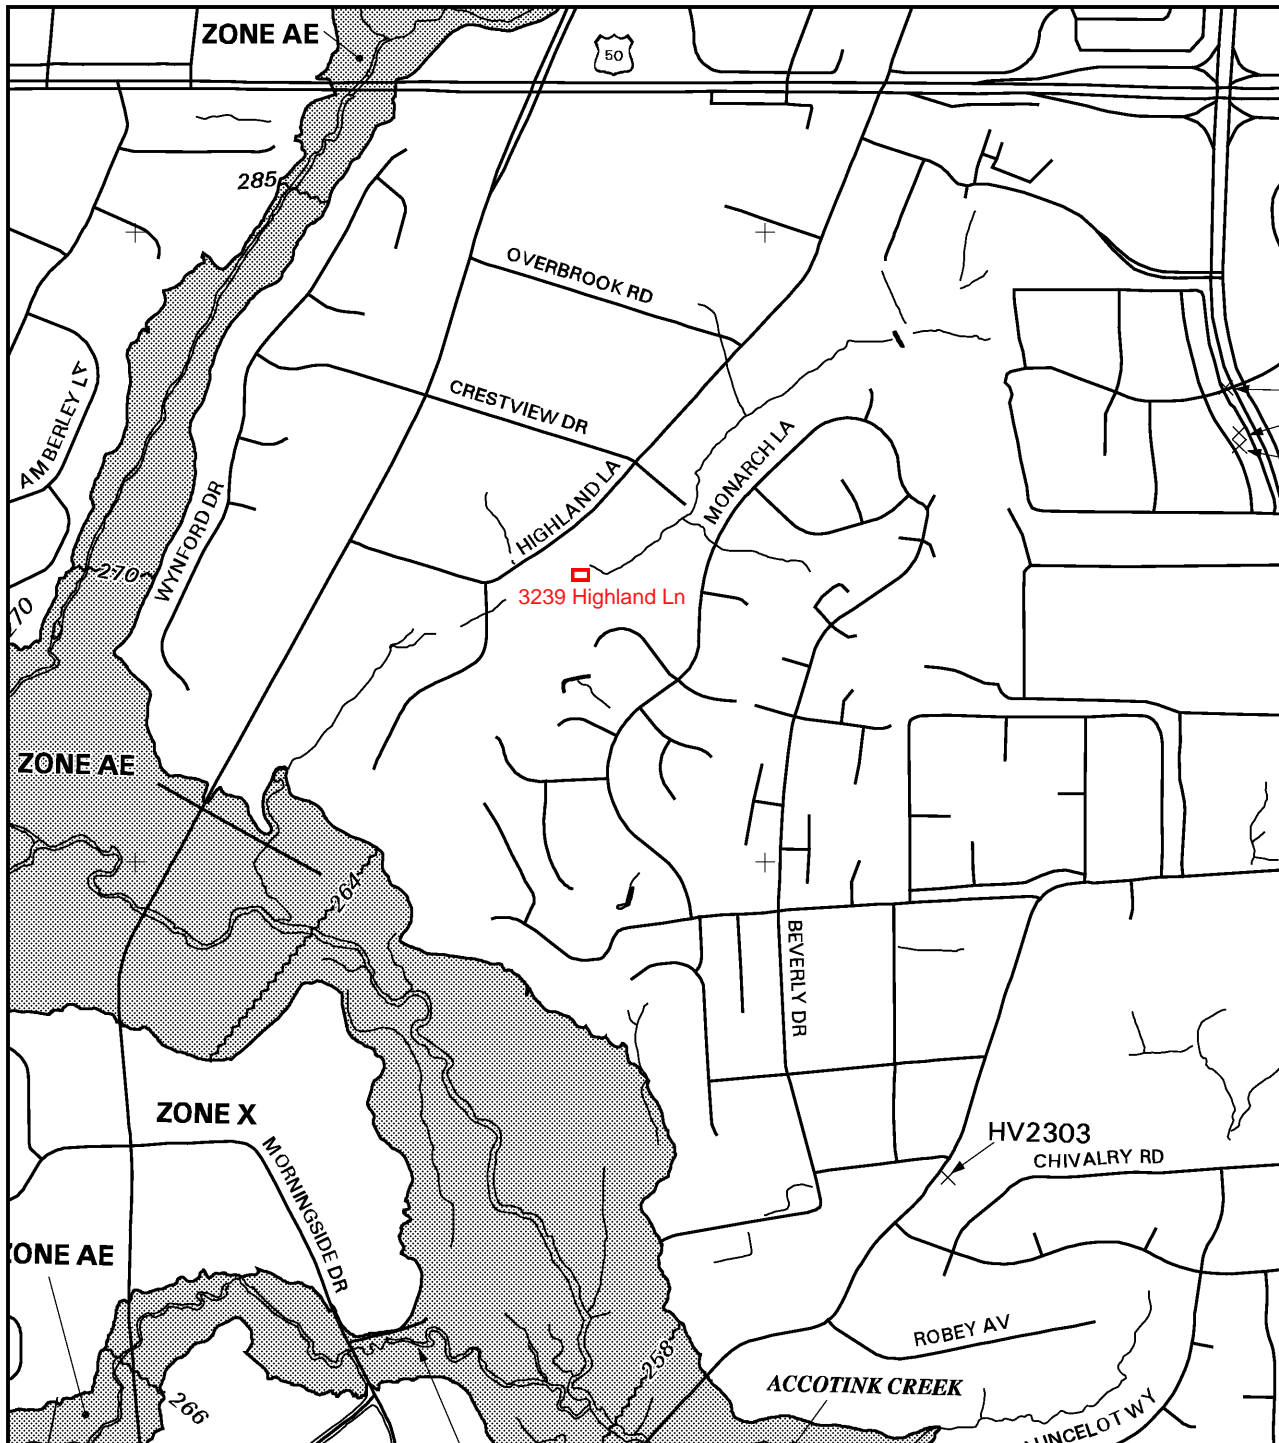 ZONE AE
50
285
OVERBROOK RD
CRESTVIEW DR
AMBERLEY LA
HIGHLAND LA
MONARCH LA
WYNFORD DR
270
270
3239 Highland Ln
ZONE AE
264
BEVERLY DR
ZONE X
HV2303
CHIVALRY RD
MORNINGSIDE DR
ZONE AE
ROBEY AV
258
ACCOTINK CREEK
266
UNCELOT WY